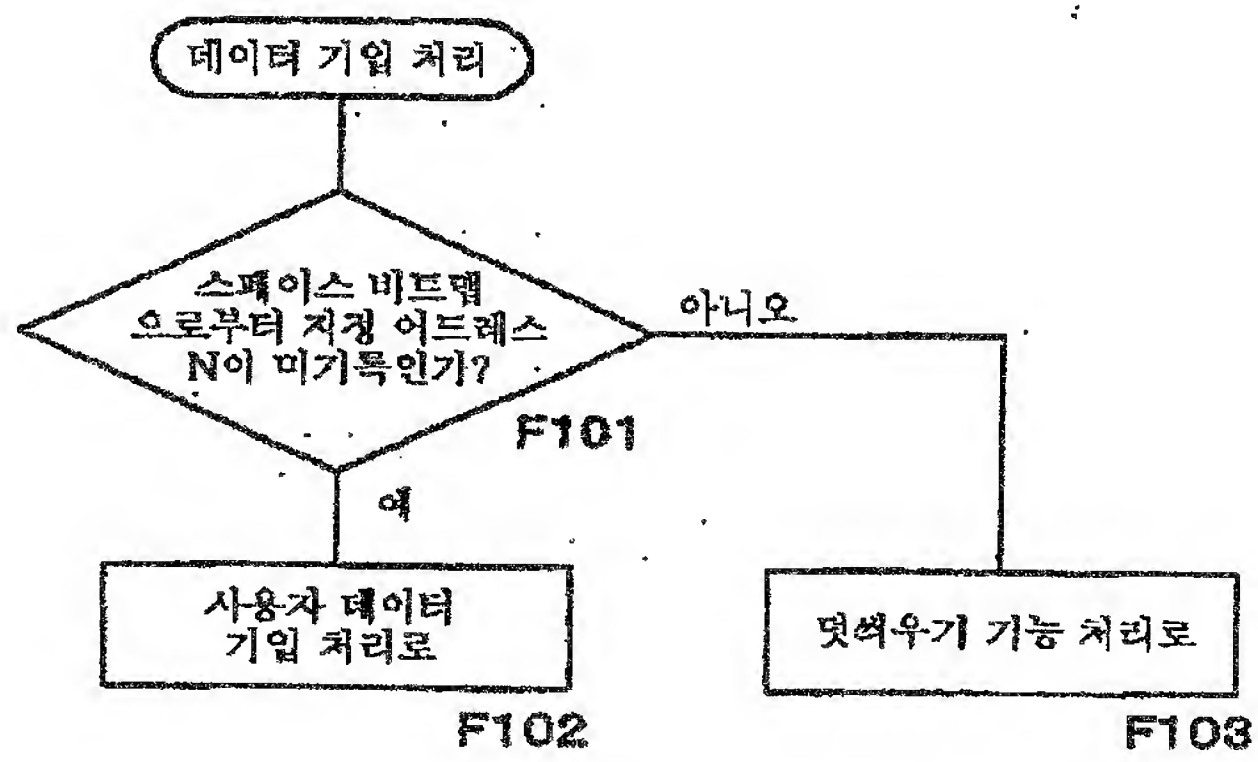 데이터 기입 처리
스페이스 비트맵
으로부터 지정 어드레스
N이 미기록인가?
아니오
F101
예
사용자 데이터
기입 처리로
덧씌우기 기능 처리로
F102
F103